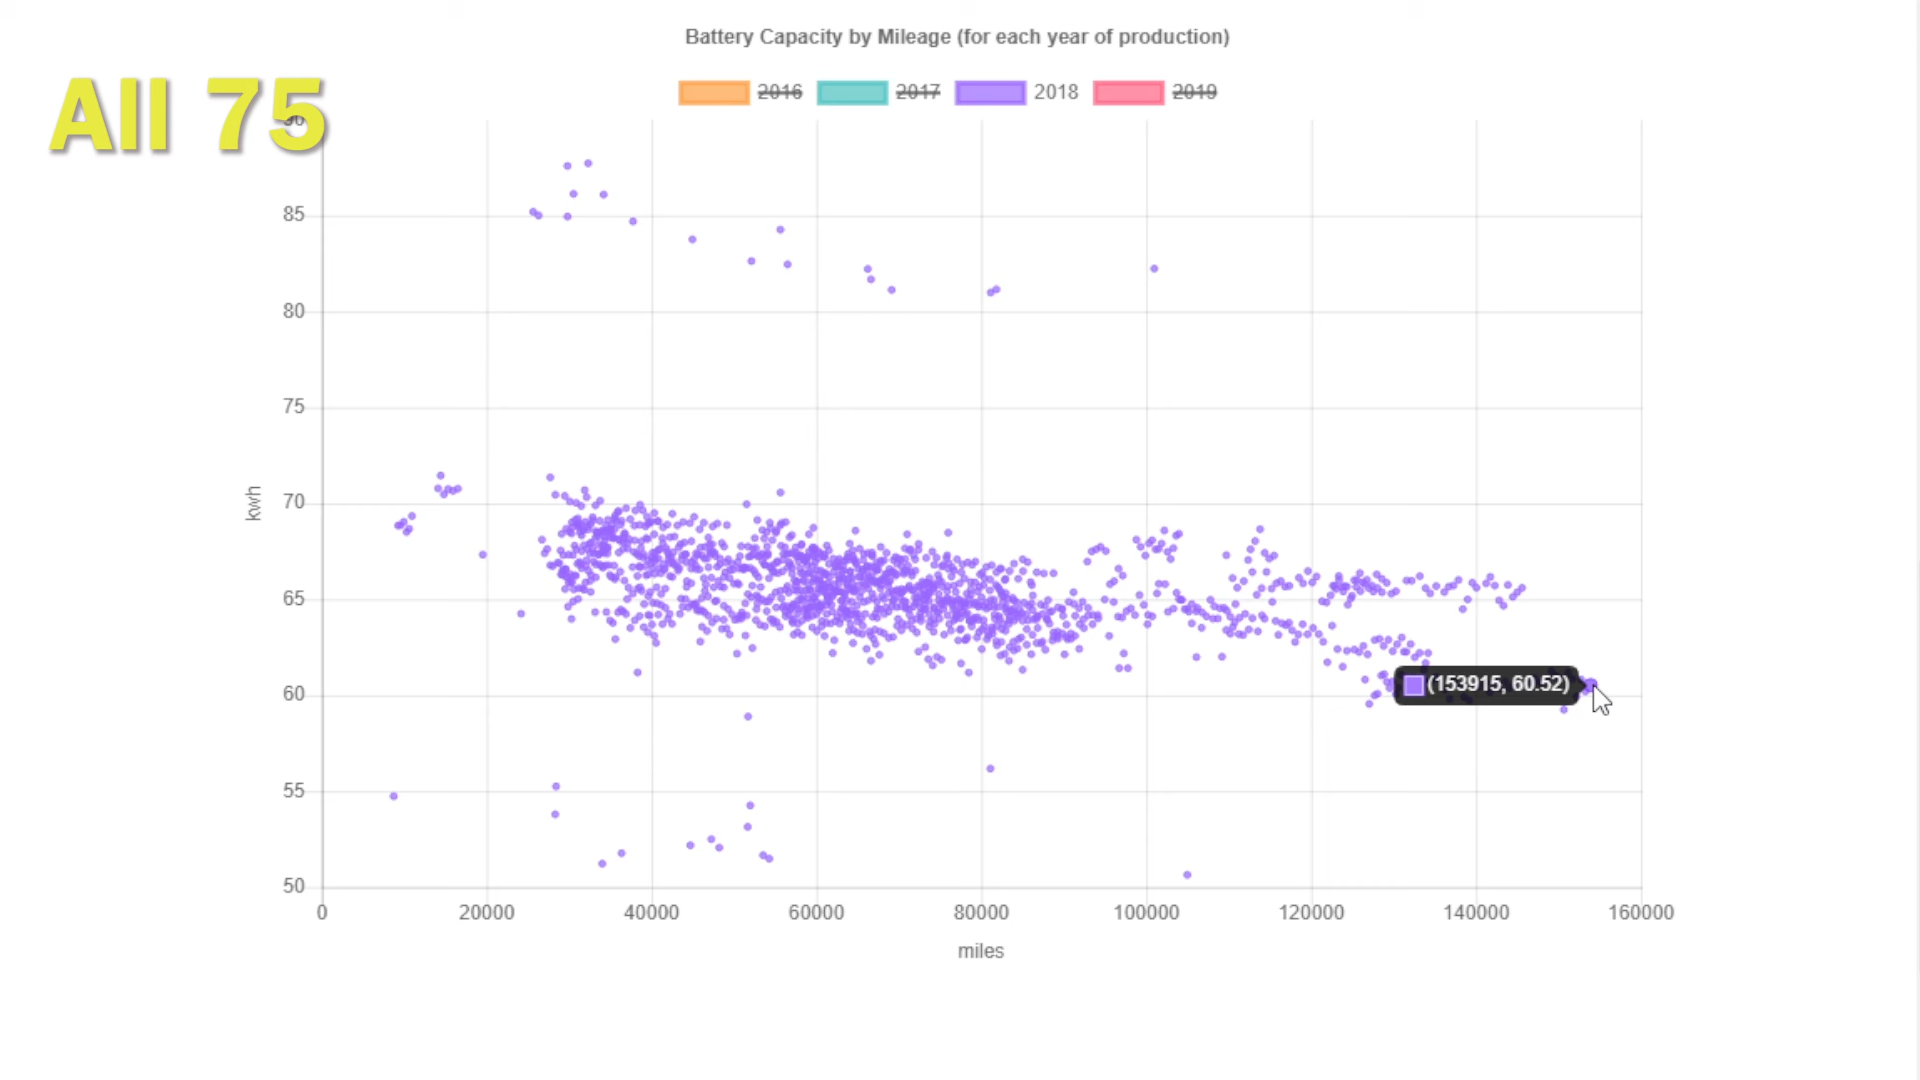 Battery Capacity by Mileage (for each year of production)
2016 2017 2018 2019
All 75
90
85
80
75
70
65
60
55
50
kwh
(153915, 60.52)
0 20000 40000 60000 80000 100000 120000 140000 160000
miles